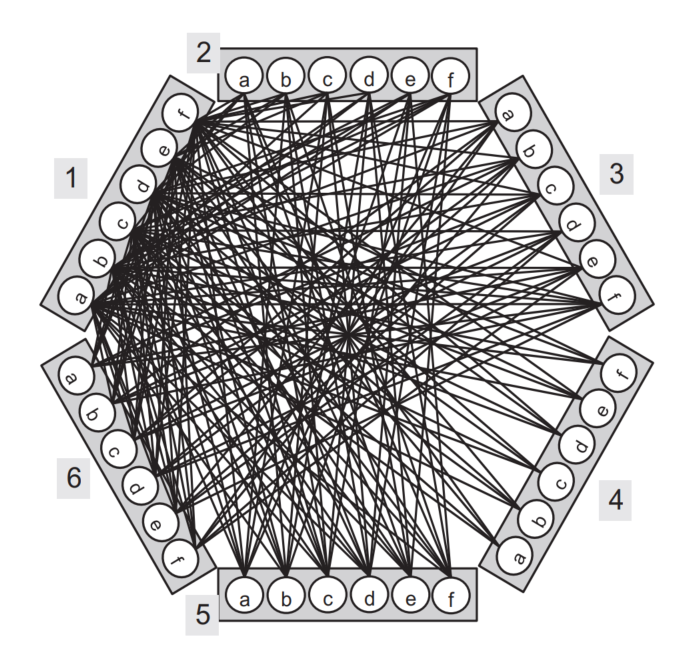 2
a b c d e f
1
f e d c b a
3
a b c d e f
6
a b c d e f
4
f e d c b a
5
a b c d e f